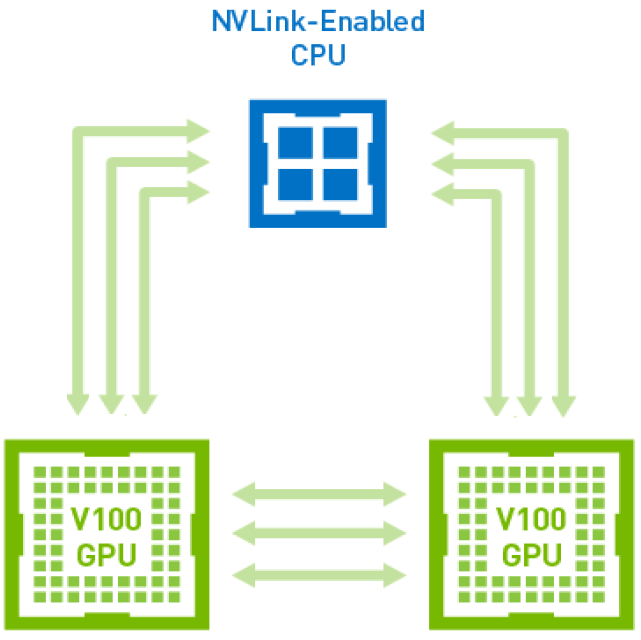 NVLink-Enabled
CPU
V100
GPU
V100
GPU